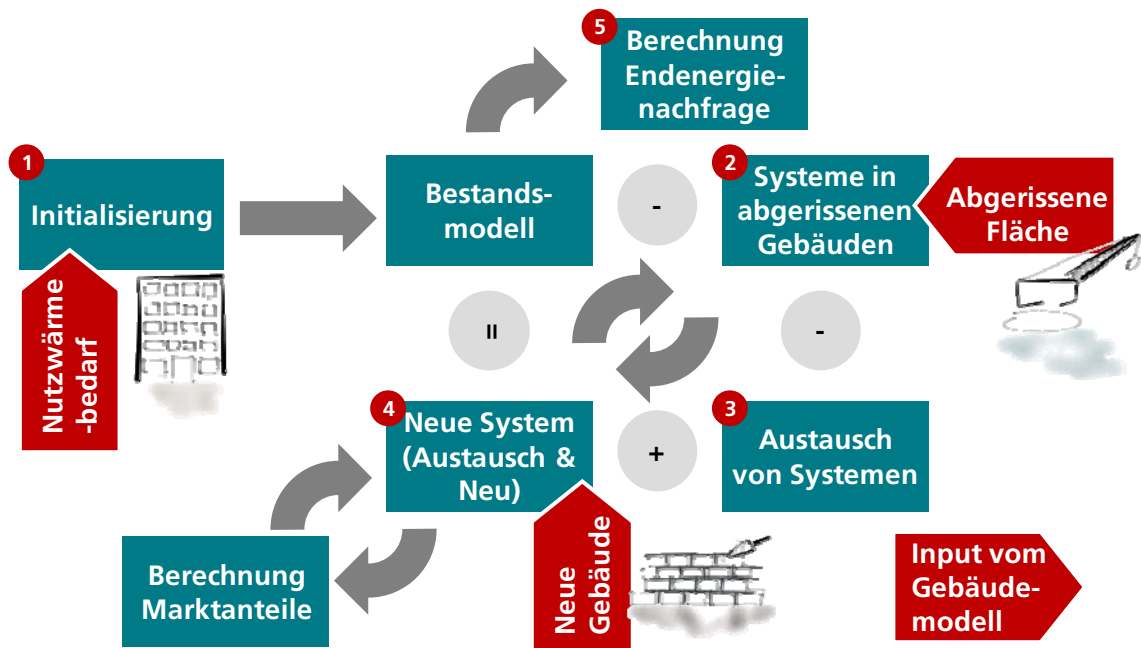 5
Berechnung
Endenergie-
nachfrage
1
Initialisierung
Bestands-
modell
-
2
Systeme in
abgerissenen
Gebäuden
Abgerissene
Fläche
Nutzwärme
-bedarf
=
-
4
Neue System
(Austausch &
Neu)
+
3
Austausch
von Systemen
Berechnung
Marktanteile
Neue
Gebäude
Input vom
Gebäude-
modell